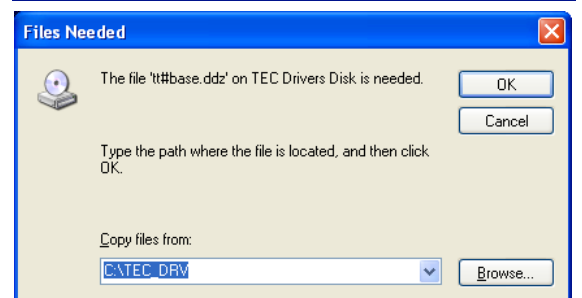 Files Needed
The file 'tt#base.ddz' on TEC Drivers Disk is needed.
OK
Cancel
Type the path where the file is located, and then click
OK.
Copy files from:
C:\TEC_DRV
Browse...